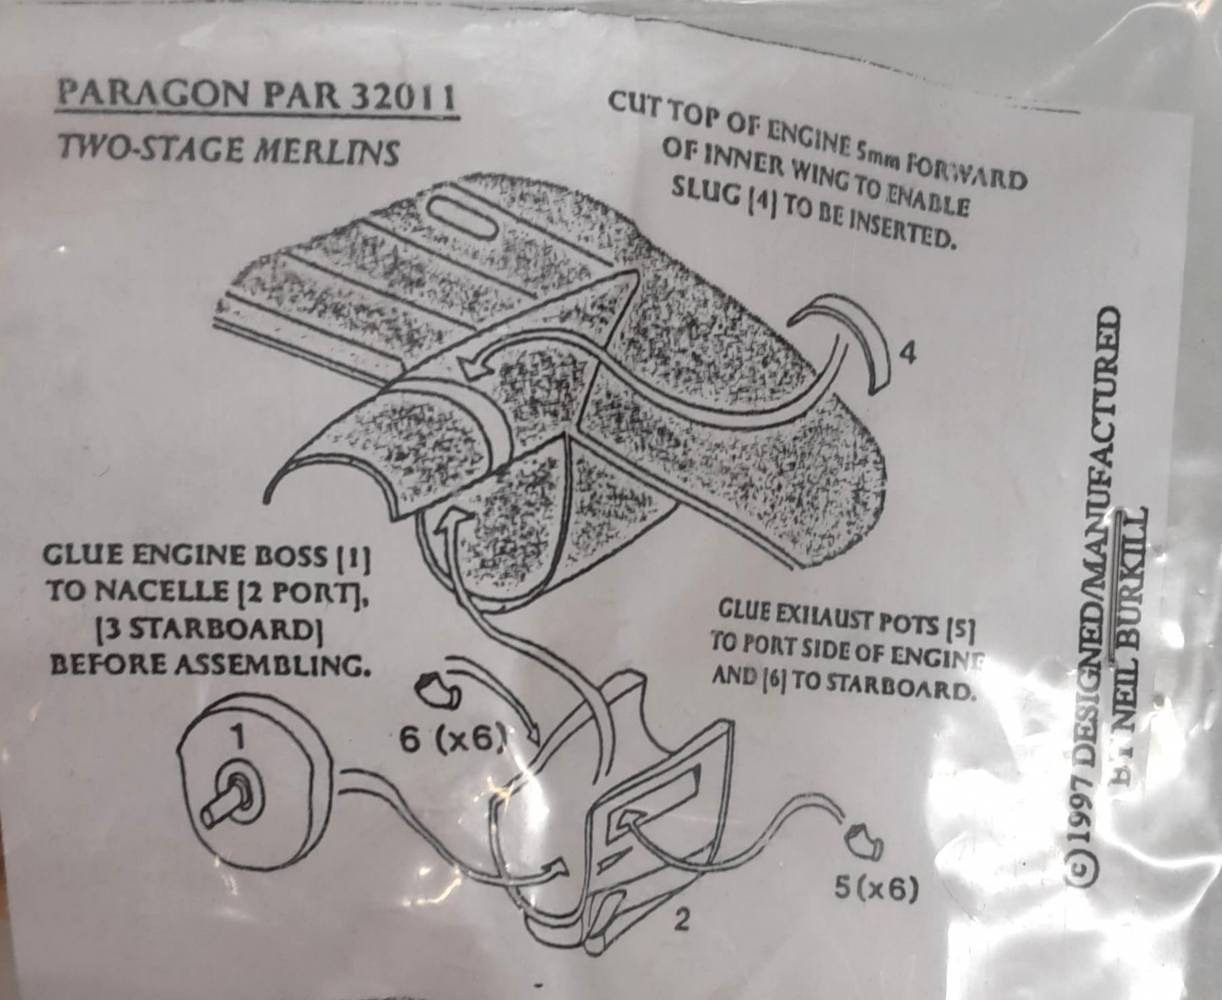 PARAGON PAR 32011
TWO-STAGE MERLINS
CUT TOP OF ENGINE 5mm FORWARD
OF INNER WING TO ENABLE
SLUG [4] TO BE INSERTED.
4
GLUE ENGINE BOSS [1]
TO NACELLE [2 PORT],
[3 STARBOARD]
BEFORE ASSEMBLING.
GLUE EXHAUST POTS [5]
TO PORT SIDE OF ENGINE
AND [6] TO STARBOARD.
1
6 (x6)
5 (x6)
2
© 1997 DESIGNED/MANUFACTURED
BY NEIL BURKILL